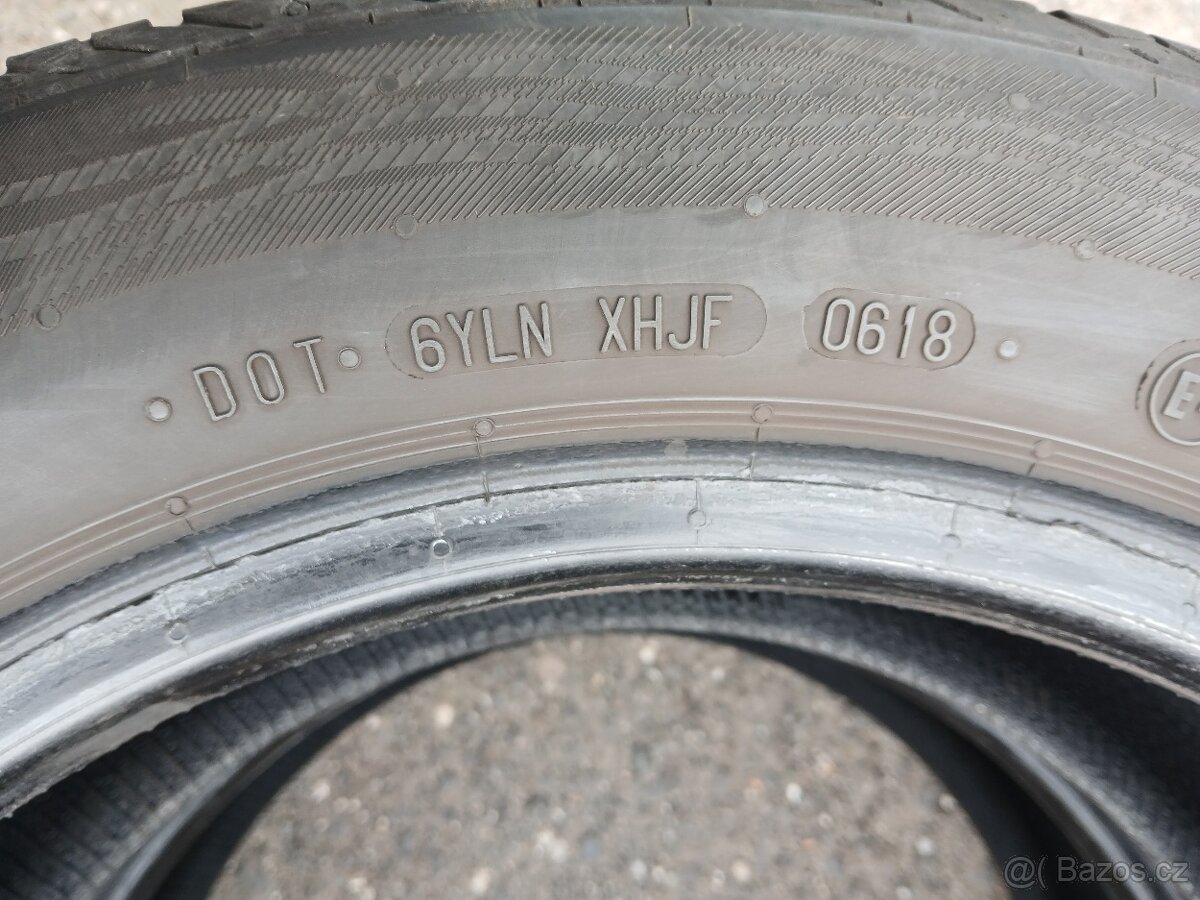 DOT 6YLN XHJF 0618
E
@( Bazos.cz